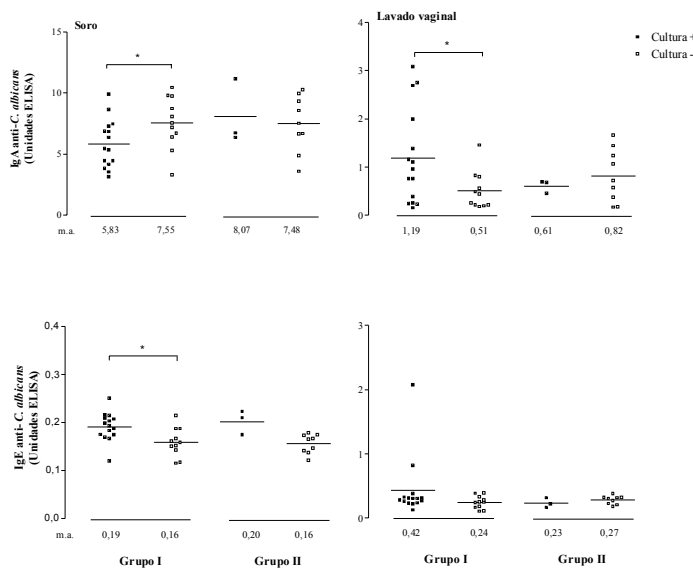 Soro
Lavado vaginal
Cultura +
Cultura -
IgA anti-C. albicans
(Unidades ELISA)
15
10
5
0
*
m.a.
5,83
7,55
8,07
7,48
4
3
2
1
0
*
1,19
0,51
0,61
0,82
IgE anti-C. albicans
(Unidades ELISA)
0,4
0,3
0,2
0,1
0,0
*
m.a.
0,19
0,16
0,20
0,16
Grupo I
Grupo II
3
2
1
0
0,42
0,24
0,23
0,27
Grupo I
Grupo II